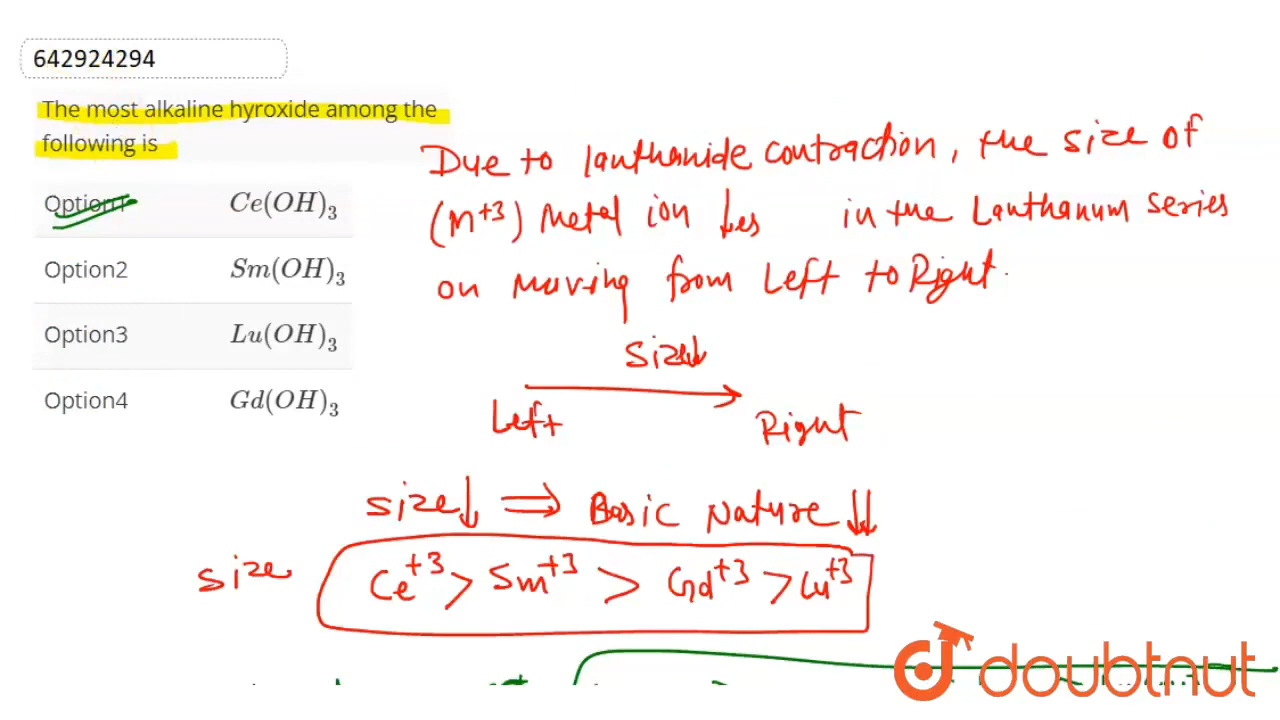 642924294
The most alkaline hyroxide among the
following is
Option1 Ce(OH)₃
Option2 Sm(OH)₃
Option3 Lu(OH)₃
Option4 Gd(OH)₃
Due to lanthanide contraction, the size of
(M⁺³) Metal ion ↓es in the Lanthanum series
on moving from Left to Right.
Size↓
Left Right
Size↓ ⇒ Basic Nature ↓↓
Size Ce⁺³ > Sm⁺³ > Gd⁺³ > Lu⁺³
doubtnut